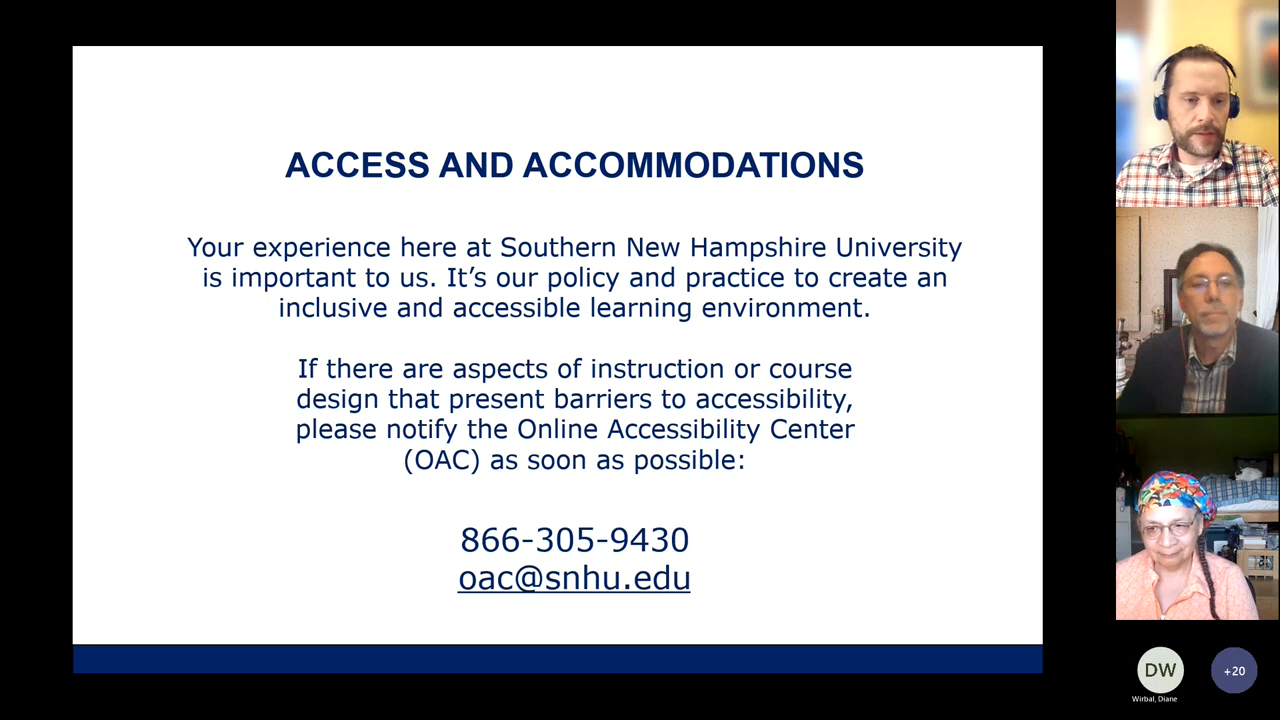 ACCESS AND ACCOMMODATIONS
Your experience here at Southern New Hampshire University
is important to us. It’s our policy and practice to create an
inclusive and accessible learning environment.
If there are aspects of instruction or course
design that present barriers to accessibility,
please notify the Online Accessibility Center
(OAC) as soon as possible:
866-305-9430
oac@snhu.edu
DW
+20
Wirbal, Diane